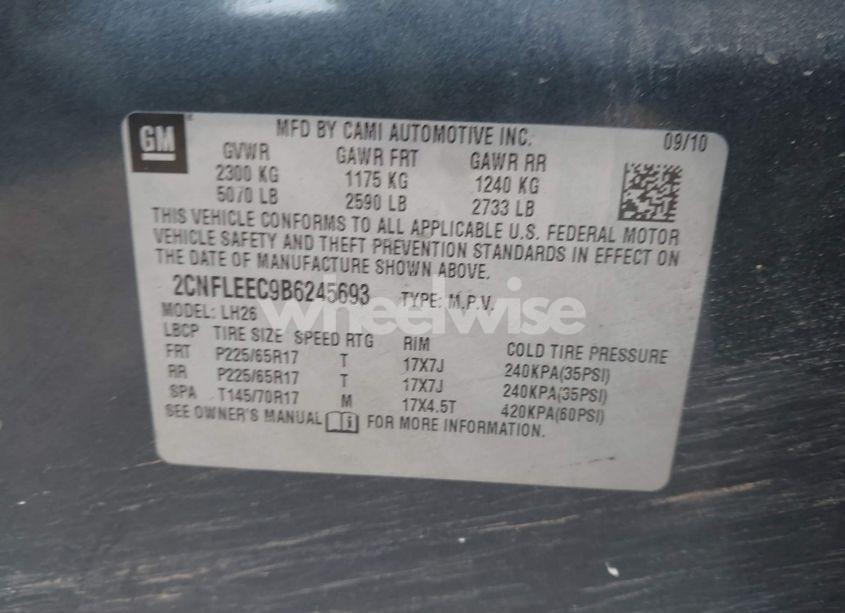 GM
MFD BY CAMI AUTOMOTIVE INC. 09/10
GVWR GAWR FRT GAWR RR
2300 KG 1175 KG 1240 KG
5070 LB 2590 LB 2733 LB
THIS VEHICLE CONFORMS TO ALL APPLICABLE U.S. FEDERAL MOTOR
VEHICLE SAFETY AND THEFT PREVENTION STANDARDS IN EFFECT ON
THE DATE OF MANUFACTURE SHOWN ABOVE.
2CNFLEEC9B6245693 TYPE: M.P.V.
MODEL: LH26
wheelwise
LBCP TIRE SIZE SPEED RTG RIM COLD TIRE PRESSURE
FRT P225/65R17 T 17X7J 240KPA(35PSI)
RR P225/65R17 T 17X7J 240KPA(35PSI)
SPA T145/70R17 M 17X4.5T 420KPA(60PSI)
SEE OWNER'S MANUAL FOR MORE INFORMATION.